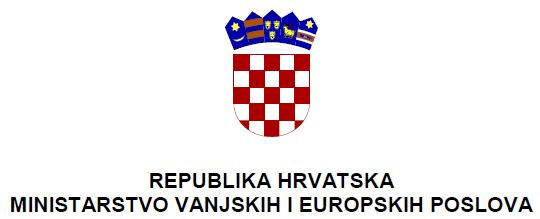 REPUBLIKA HRVATSKA
MINISTARSTVO VANJSKIH I EUROPSKIH POSLOVA